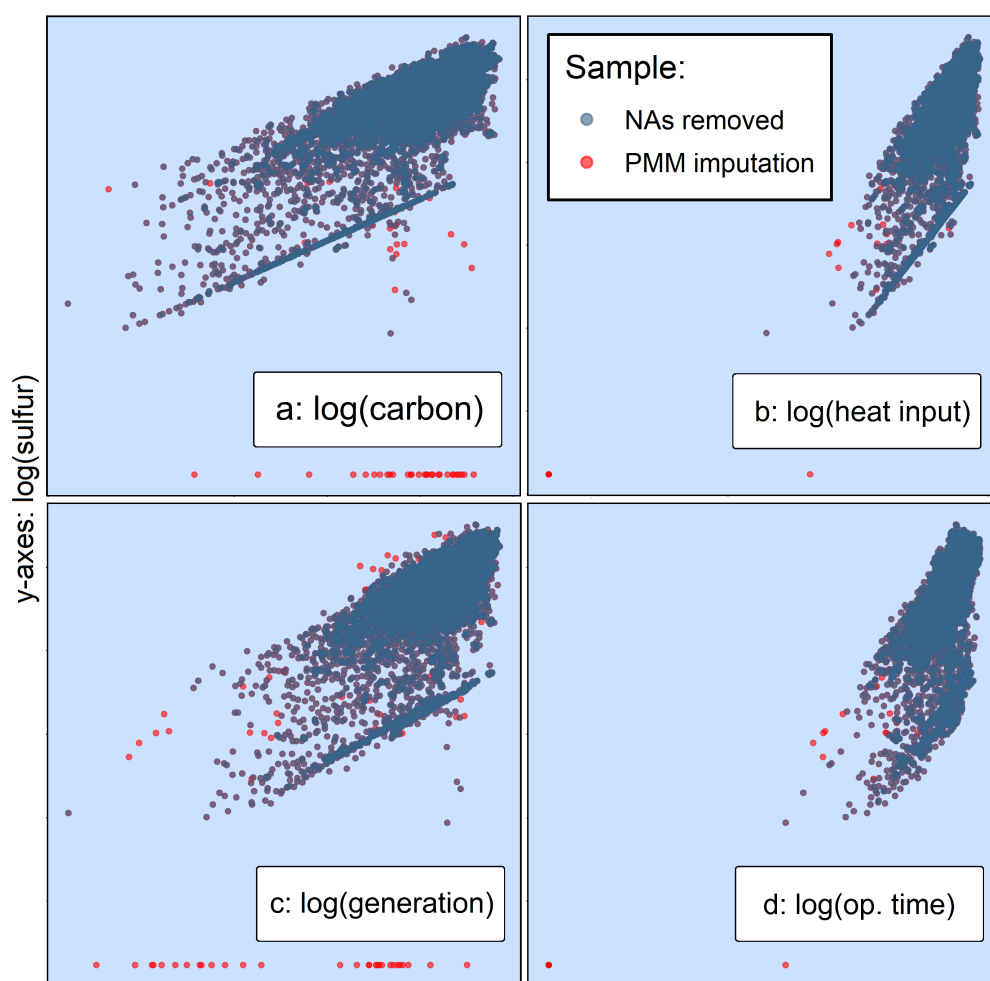 Sample:
NAs removed
PMM imputation
a: log(carbon)
b: log(heat input)
y-axes: log(sulfur)
c: log(generation)
d: log(op. time)